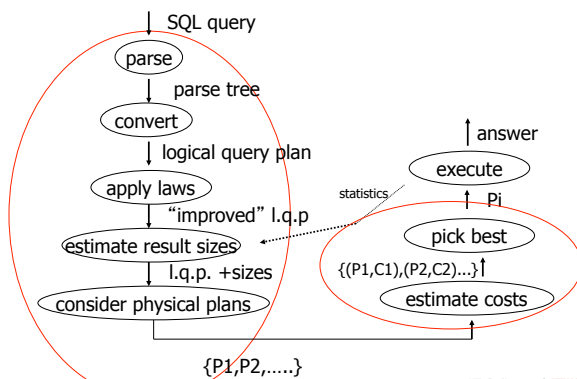 SQL query
parse
parse tree
convert
logical query plan
apply laws
“improved” l.q.p
estimate result sizes
l.q.p. +sizes
consider physical plans
{P1,P2,…..}
estimate costs
{(P1,C1),(P2,C2)...}
pick best
Pi
execute
answer
statistics